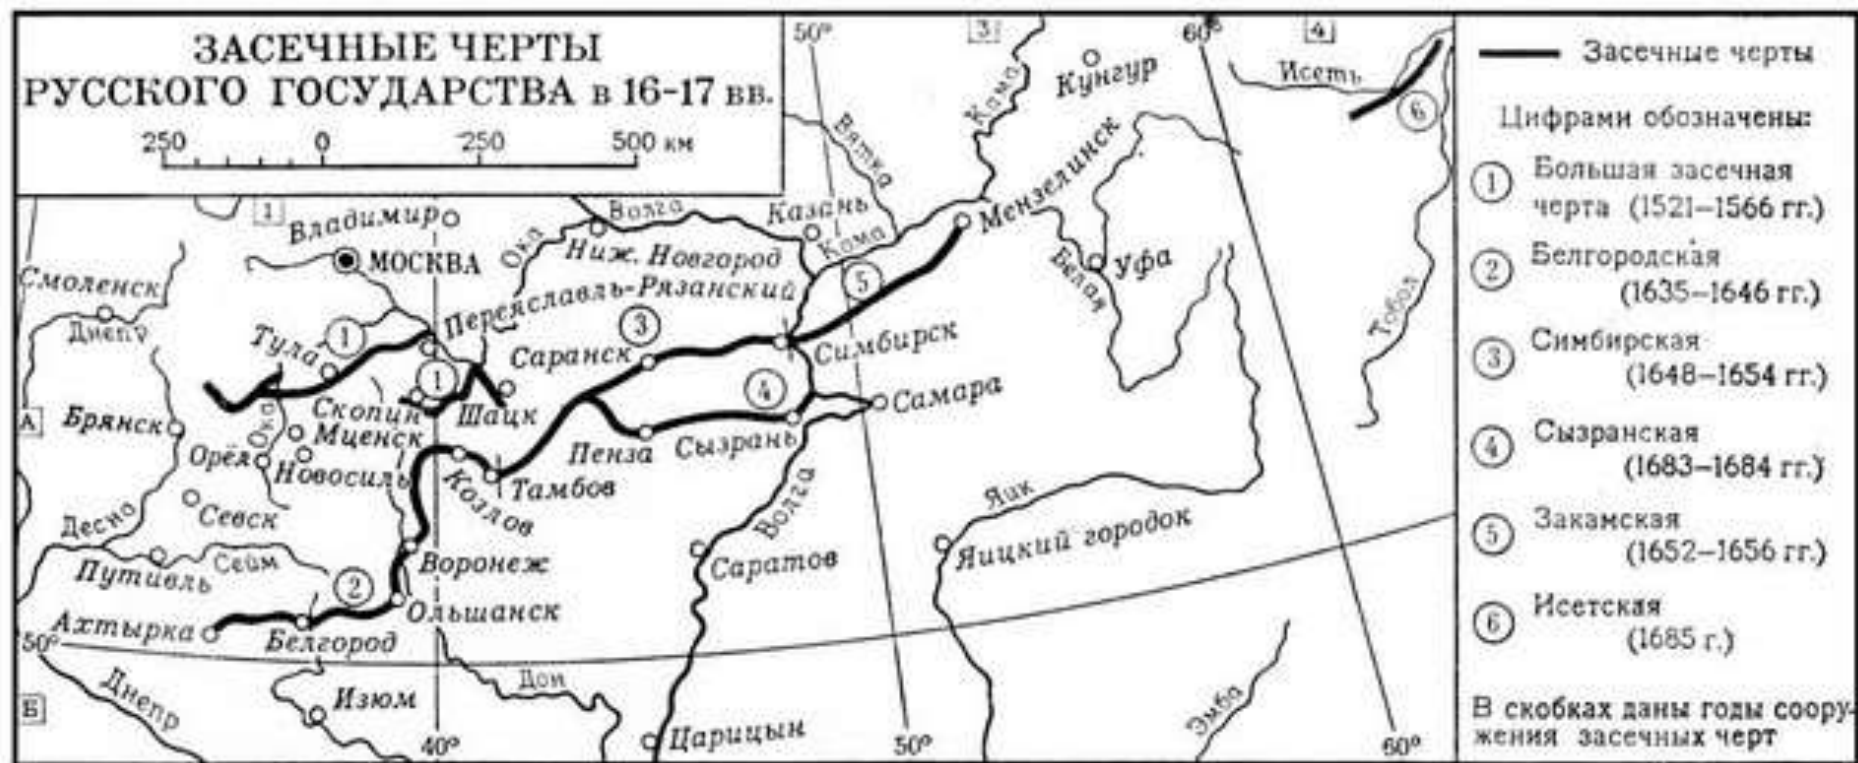 ЗАСЕЧНЫЕ ЧЕРТЫ
РУССКОГО ГОСУДАРСТВА в 16-17 вв.
250 0 250 500 км
50° 3 60° 4
Кама
Кунгур
Исеть
6
Вятка
1
Владимир
Волга
Казань
Кама
Мензелинск
МОСКВА
Ока
Ниж. Новгород
5
Белая
Уфа
Тобол
Смоленск
Днепр
Переяславль-Рязанский
1
Тула
3
Саранск
Симбирск
1
4
Самара
А
Брянск
Скопин
Шацк
Ока
Мценск
Орёл
Новосиль
Пенза
Сызрань
Козлов
Тамбов
Волга
Яик
Десна
Севск
Яицкий городок
Путивль
Сейм
Воронеж
Саратов
2
Ольшанск
Ахтырка
Белгород
50°
Днепр
Б
Изюм
Дон
Эмба
Царицын
40°
50°
60°
Засечные черты
Цифрами обозначены:
1 Большая засечная
черта (1521–1566 гг.)
2 Белгородская
(1635–1646 гг.)
3 Симбирская
(1648–1654 гг.)
4 Сызранская
(1683–1684 гг.)
5 Закамская
(1652–1656 гг.)
6 Исетская
(1685 г.)
В скобках даны годы соору-
жения засечных черт